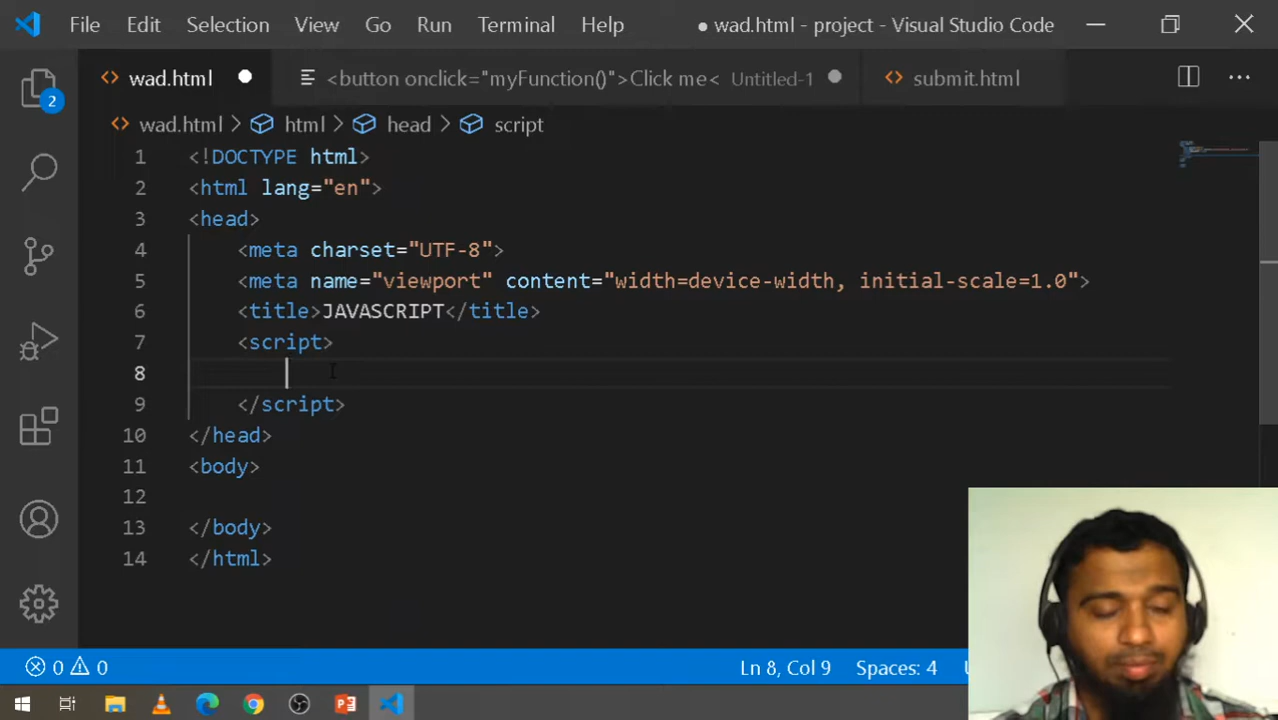 File Edit Selection View Go Run Terminal Help ● wad.html - project - Visual Studio Code
wad.html ● <button onclick="myFunction()">Click me< Untitled-1 ● submit.html ...
wad.html > html > head > script
2
1 <!DOCTYPE html>
2 <html lang="en">
3 <head>
4 <meta charset="UTF-8">
5 <meta name="viewport" content="width=device-width, initial-scale=1.0">
6 <title>JAVASCRIPT</title>
7 <script>
8
9 </script>
10 </head>
11 <body>
12
13 </body>
14 </html>
0 0 Ln 8, Col 9 Spaces: 4